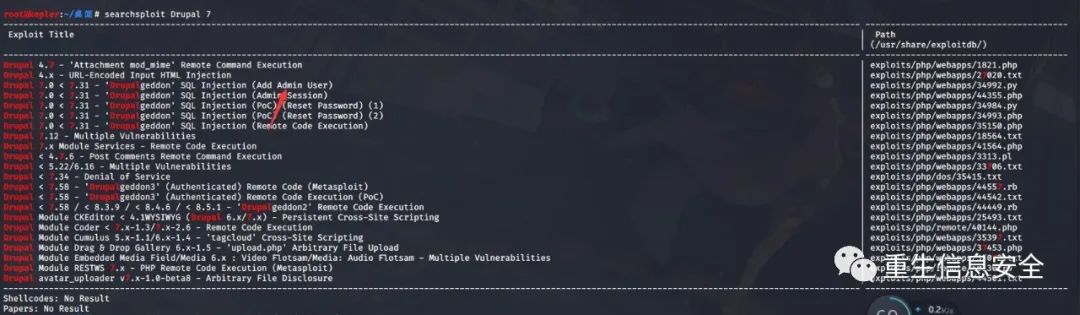 root@kepler:~/桌面# searchsploit Drupal 7
Exploit Title | Path
| (/usr/share/exploitdb/)
Drupal 4.7 - 'Attachment mod_mime' Remote Command Execution | exploits/php/webapps/1821.php
Drupal 4.x - URL-Encoded Input HTML Injection | exploits/php/webapps/27020.txt
Drupal 7.0 < 7.31 - 'Drupalgeddon' SQL Injection (Add Admin User) | exploits/php/webapps/34992.py
Drupal 7.0 < 7.31 - 'Drupalgeddon' SQL Injection (Admin Session) | exploits/php/webapps/44355.php
Drupal 7.0 < 7.31 - 'Drupalgeddon' SQL Injection (PoC) (Reset Password) (1) | exploits/php/webapps/34984.py
Drupal 7.0 < 7.31 - 'Drupalgeddon' SQL Injection (PoC) (Reset Password) (2) | exploits/php/webapps/34993.php
Drupal 7.0 < 7.31 - 'Drupalgeddon' SQL Injection (Remote Code Execution) | exploits/php/webapps/35150.php
Drupal 7.12 - Multiple Vulnerabilities | exploits/php/webapps/18564.txt
Drupal 7.x Module Services - Remote Code Execution | exploits/php/webapps/41564.php
Drupal < 4.7.6 - Post Comments Remote Command Execution | exploits/php/webapps/3313.pl
Drupal < 5.22/6.16 - Multiple Vulnerabilities | exploits/php/webapps/33706.txt
Drupal < 7.34 - Denial of Service | exploits/php/dos/35415.txt
Drupal < 7.58 - 'Drupalgeddon3' (Authenticated) Remote Code (Metasploit) | exploits/php/webapps/44557.rb
Drupal < 7.58 - 'Drupalgeddon3' (Authenticated) Remote Code Execution (PoC) | exploits/php/webapps/44542.txt
Drupal < 7.58 / < 8.3.9 / < 8.4.6 / < 8.5.1 - 'Drupalgeddon2' Remote Code Execution | exploits/php/webapps/44449.rb
Drupal Module CKEditor < 4.1WYSIWYG (Drupal 6.x/7.x) - Persistent Cross-Site Scripting | exploits/php/webapps/25493.txt
Drupal Module Coder < 7.x-1.3/7.x-2.6 - Remote Code Execution | exploits/php/remote/40144.php
Drupal Module Cumulus 5.x-1.1/6.x-1.4 - 'tagcloud' Cross-Site Scripting | exploits/php/webapps/35397.txt
Drupal Module Drag & Drop Gallery 6.x-1.5 - 'upload.php' Arbitrary File Upload | exploits/php/webapps/37453.php
Drupal Module Embedded Media Field/Media 6.x : Video Flotsam/Media: Audio Flotsam - Multiple Vulnerabilities
Drupal Module RESTWS 7.x - PHP Remote Code Execution (Metasploit)
Drupal avatar_uploader v7.x-1.0-beta8 - Arbitrary File Disclosure
重生信息安全
Shellcodes: No Result
Papers: No Result